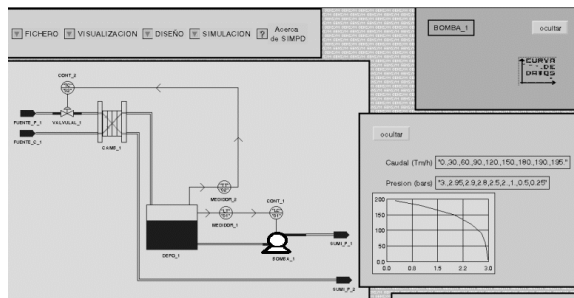 FICHERO VISUALIZACION DISEÑO SIMULACION ? Acerca de SIMPD
BOMBA_1
ocultar
CURVA
DE
DATOS
CONT_2
FUENTE_F_1
VALVULA1_1
FUENTE_C_1
CAMB_1
MEDIDOR_2
CONT_1
MEDIDOR_1
DEPO_1
BOMBA_1
SUMI_F_1
SUMI_F_2
ocultar
Caudal (Tm/h) "0.,30.,60.,90.,120.,150.,180.,190.,195."
Presion (bars) "3.,2.95,2.9,2.8,2.5,2.,1.,0.5,0.25"
200
150
100
50
0.0
0.0 0.8 1.5 2.2 3.0